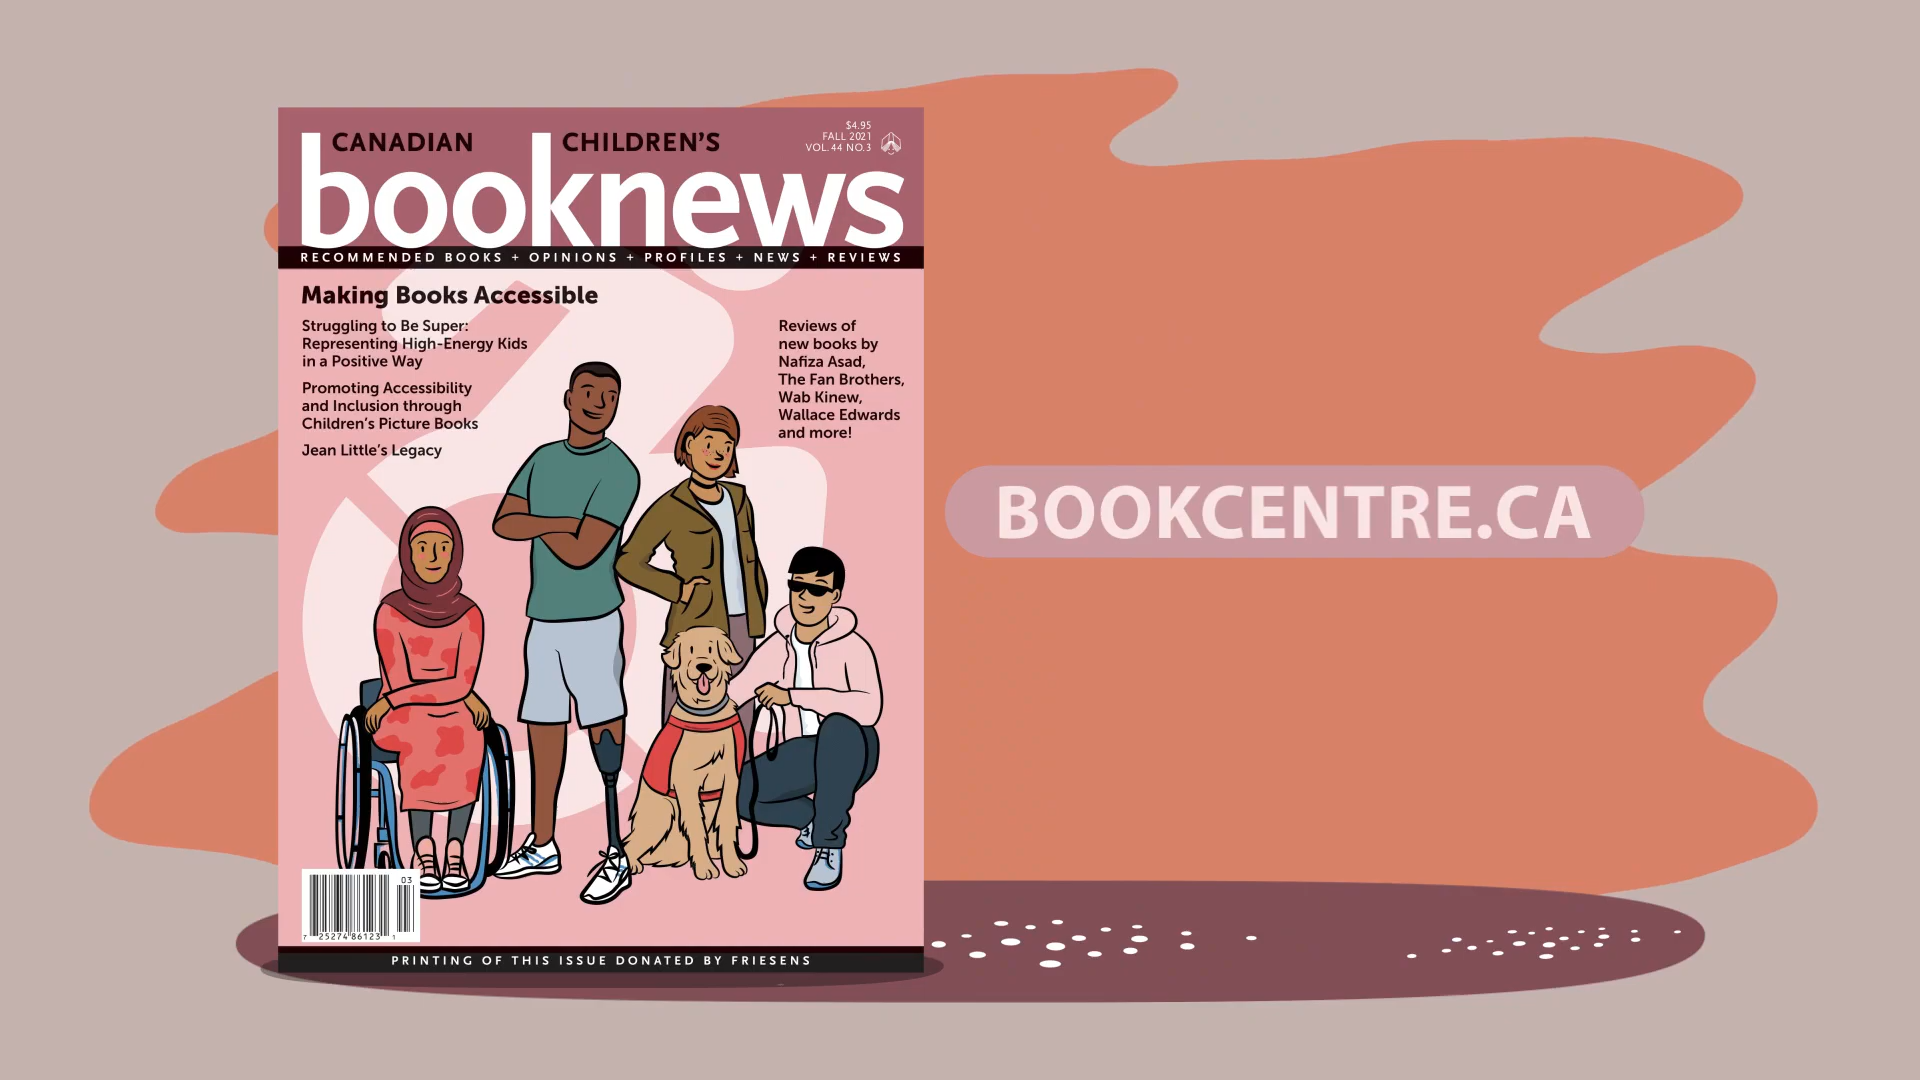 CANADIAN CHILDREN'S
booknews
$4.95
FALL 2021
VOL. 44 NO.3
RECOMMENDED BOOKS + OPINIONS + PROFILES + NEWS + REVIEWS
Making Books Accessible
Struggling to Be Super:
Representing High-Energy Kids
in a Positive Way
Promoting Accessibility
and Inclusion through
Children's Picture Books
Jean Little's Legacy
Reviews of
new books by
Nafiza Asad,
The Fan Brothers,
Wab Kinew,
Wallace Edwards
and more!
BOOKCENTRE.CA
03
7 25274 86123 1
PRINTING OF THIS ISSUE DONATED BY FRIESENS